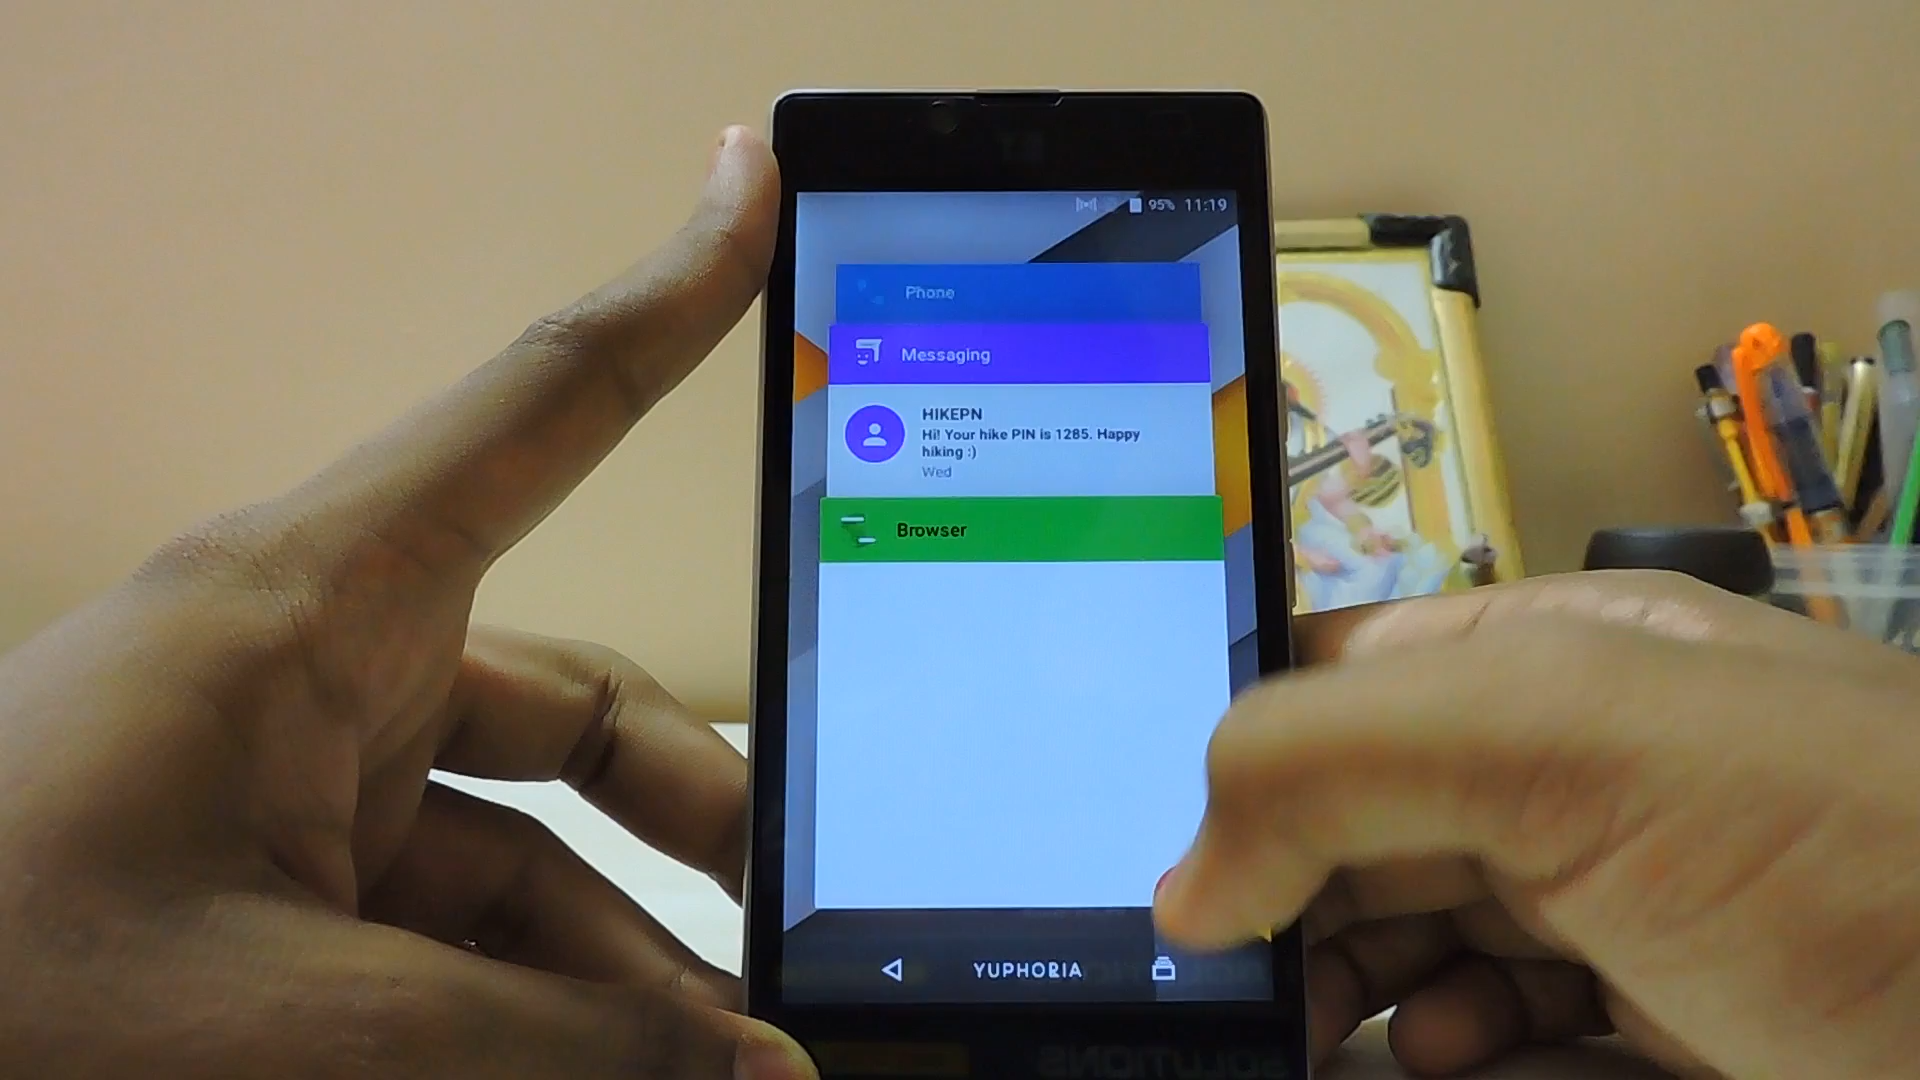 95% 11:19
Phone
Messaging
HIKEPN
Hi! Your hike PIN is 1285. Happy
hiking :)
Wed
Browser
YUPHORIA